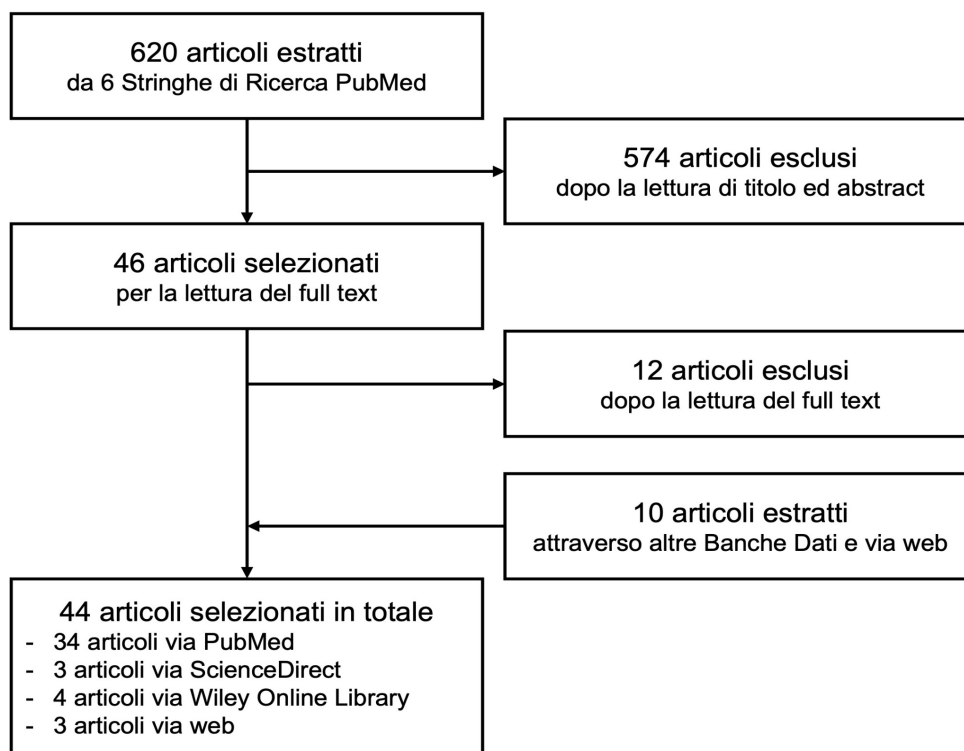 620 articoli estratti
da 6 Stringhe di Ricerca PubMed
574 articoli esclusi
dopo la lettura di titolo ed abstract
46 articoli selezionati
per la lettura del full text
12 articoli esclusi
dopo la lettura del full text
10 articoli estratti
attraverso altre Banche Dati e via web
44 articoli selezionati in totale
- 34 articoli via PubMed
- 3 articoli via ScienceDirect
- 4 articoli via Wiley Online Library
- 3 articoli via web